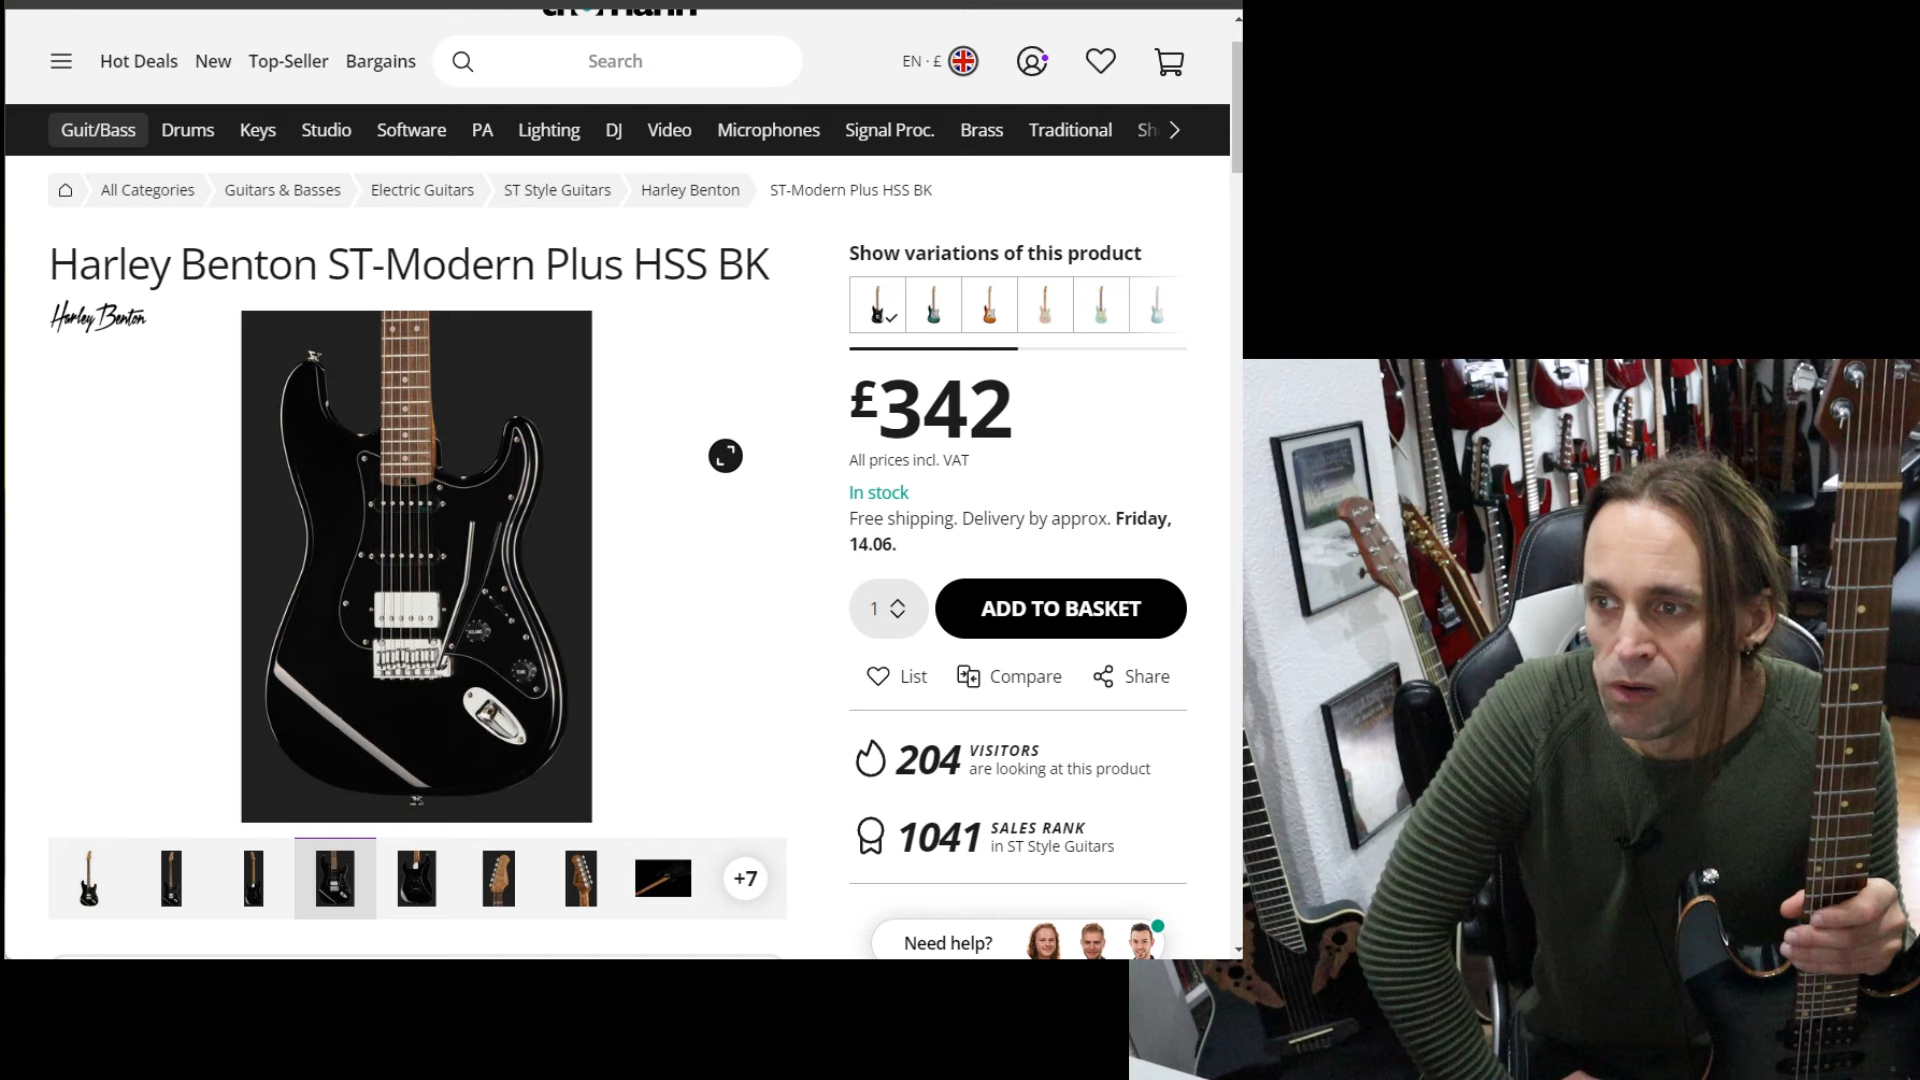 Hot Deals New Top-Seller Bargains Search EN · £
Guit/Bass Drums Keys Studio Software PA Lighting DJ Video Microphones Signal Proc. Brass Traditional Sh
All Categories Guitars & Basses Electric Guitars ST Style Guitars Harley Benton ST-Modern Plus HSS BK
Harley Benton ST-Modern Plus HSS BK
Harley Benton
Show variations of this product
£342
All prices incl. VAT
In stock
Free shipping. Delivery by approx. Friday,
14.06.
1 ADD TO BASKET
List Compare Share
204 VISITORS
are looking at this product
1041 SALES RANK
in ST Style Guitars
+7
Need help?